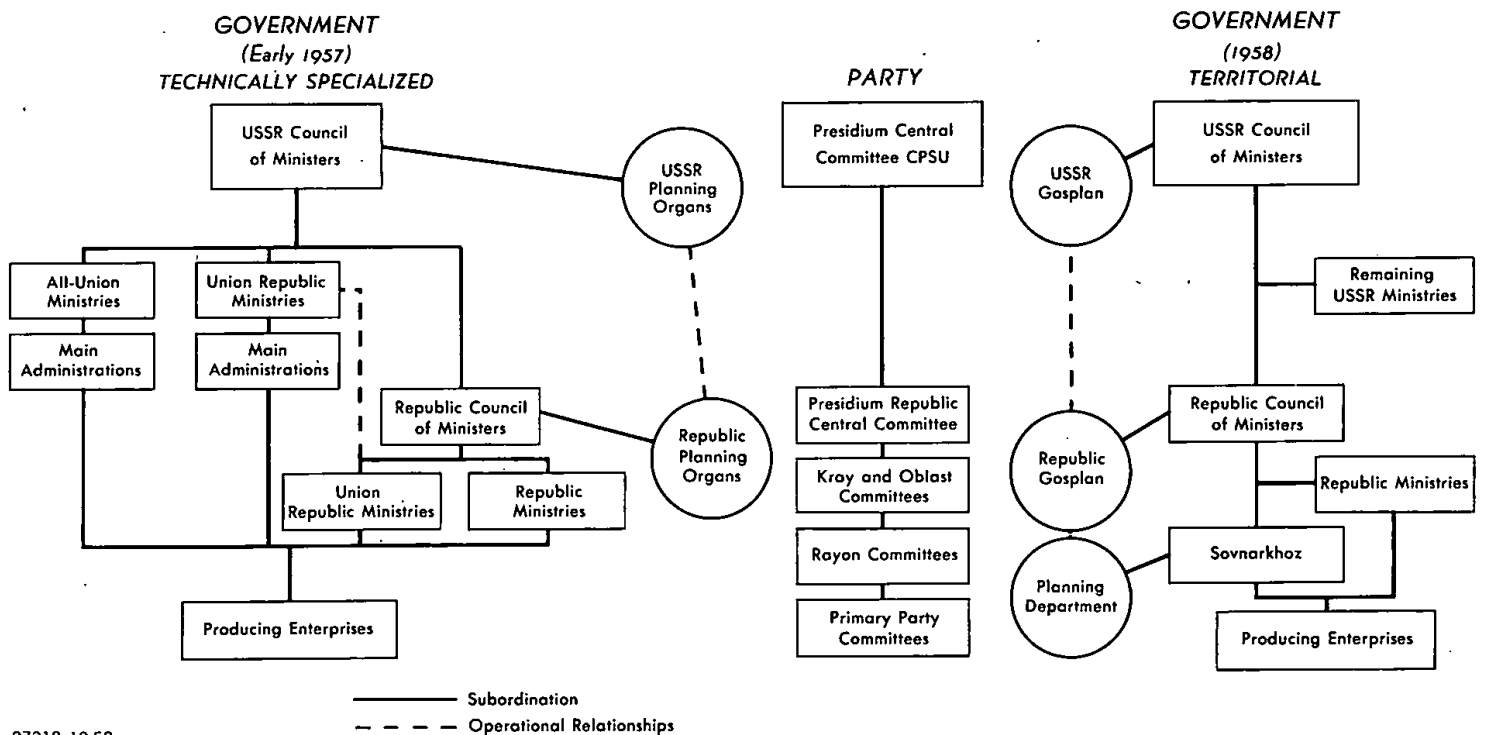 GOVERNMENT
(Early 1957)
TECHNICALLY SPECIALIZED
USSR Council
of Ministers
USSR
Planning
Organs
All-Union
Ministries
Union Republic
Ministries
Main
Administrations
Main
Administrations
Republic Council
of Ministers
Republic
Planning
Organs
Union
Republic Ministries
Republic
Ministries
Producing Enterprises
PARTY
Presidium Central
Committee CPSU
Presidium Republic
Central Committee
Kray and Oblast
Committees
Rayon Committees
Primary Party
Committees
GOVERNMENT
(1958)
TERRITORIAL
USSR
Gosplan
USSR Council
of Ministers
Remaining
USSR Ministries
Republic Council
of Ministers
Republic
Gosplan
Republic Ministries
Sovnarkhoz
Planning
Department
Producing Enterprises
Subordination
Operational Relationships